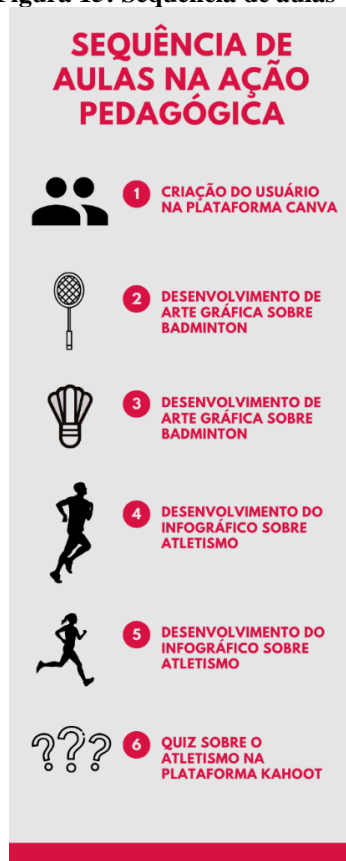 Figura 15: Sequência de aulas
SEQUÊNCIA DE
AULAS NA AÇÃO
PEDAGÓGICA
1 CRIAÇÃO DO USUÁRIO
NA PLATAFORMA CANVA
2 DESENVOLVIMENTO DE
ARTE GRÁFICA SOBRE
BADMINTON
3 DESENVOLVIMENTO DE
ARTE GRÁFICA SOBRE
BADMINTON
4 DESENVOLVIMENTO DO
INFOGRÁFICO SOBRE
ATLETISMO
5 DESENVOLVIMENTO DO
INFOGRÁFICO SOBRE
ATLETISMO
???
6 QUIZ SOBRE O
ATLETISMO NA
PLATAFORMA KAHOOT